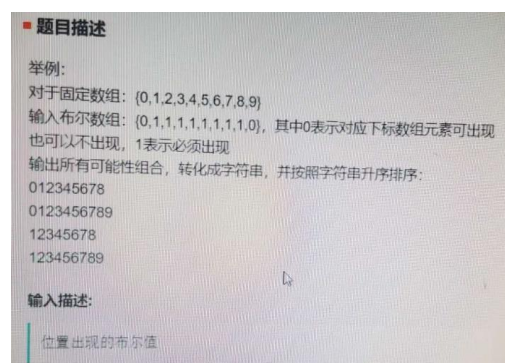 题目描述
举例:
对于固定数组: {0,1,2,3,4,5,6,7,8,9}
输入布尔数组: {0,1,1,1,1,1,1,1,1,0}, 其中0表示对应下标数组元素可出现
也可以不出现, 1表示必须出现
输出所有可能性组合, 转化成字符串, 并按照字符串升序排序:
012345678
0123456789
12345678
123456789
输入描述:
位置出现的布尔值